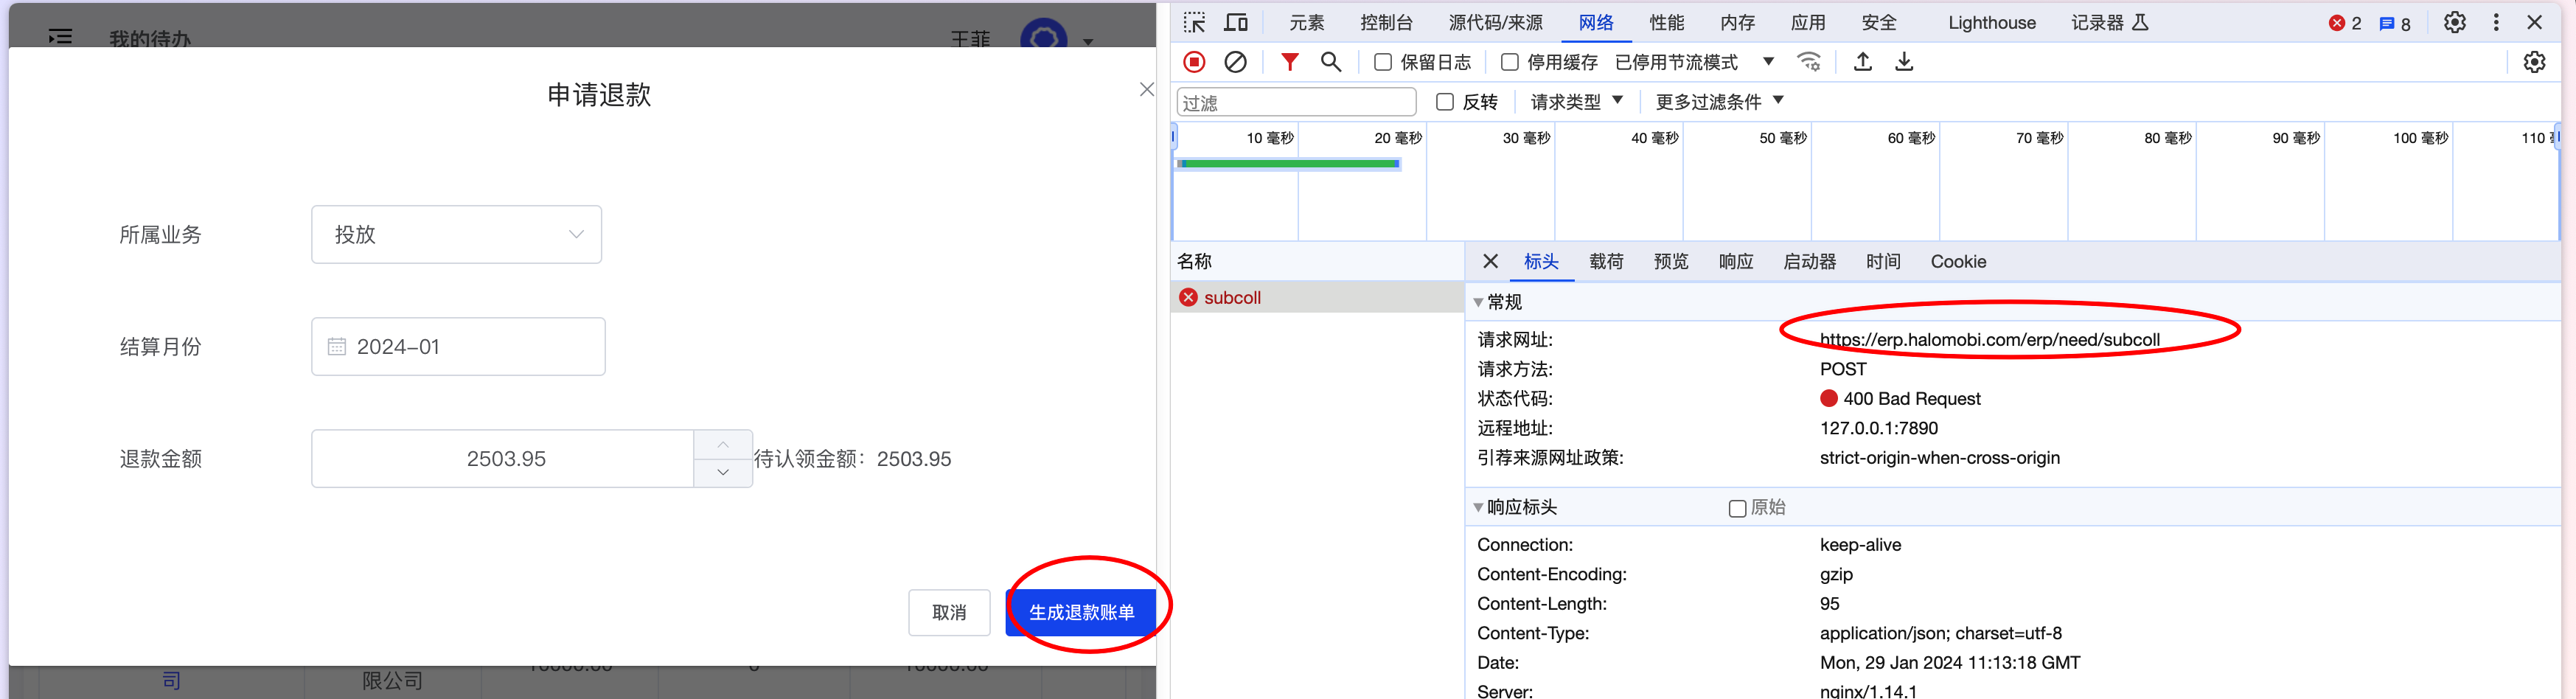 我的待办
王菲
申请退款
所属业务
投放
结算月份
2024-01
退款金额
2503.95
待认领金额：2503.95
取消
生成退款账单
司
限公司
元素 控制台 源代码/来源 网络 性能 内存 应用 安全 Lighthouse 记录器 2 8
保留日志 停用缓存 已停用节流模式
过滤 反转 请求类型 更多过滤条件
10 毫秒 20 毫秒 30 毫秒 40 毫秒 50 毫秒 60 毫秒 70 毫秒 80 毫秒 90 毫秒 100 毫秒 110
名称
subcoll
标头 载荷 预览 响应 启动器 时间 Cookie
常规
请求网址: https://erp.halomobi.com/erp/need/subcoll
请求方法: POST
状态代码: 400 Bad Request
远程地址: 127.0.0.1:7890
引荐来源网址政策: strict-origin-when-cross-origin
响应标头 原始
Connection: keep-alive
Content-Encoding: gzip
Content-Length: 95
Content-Type: application/json; charset=utf-8
Date: Mon, 29 Jan 2024 11:13:18 GMT
Server: nginx/1.14.1